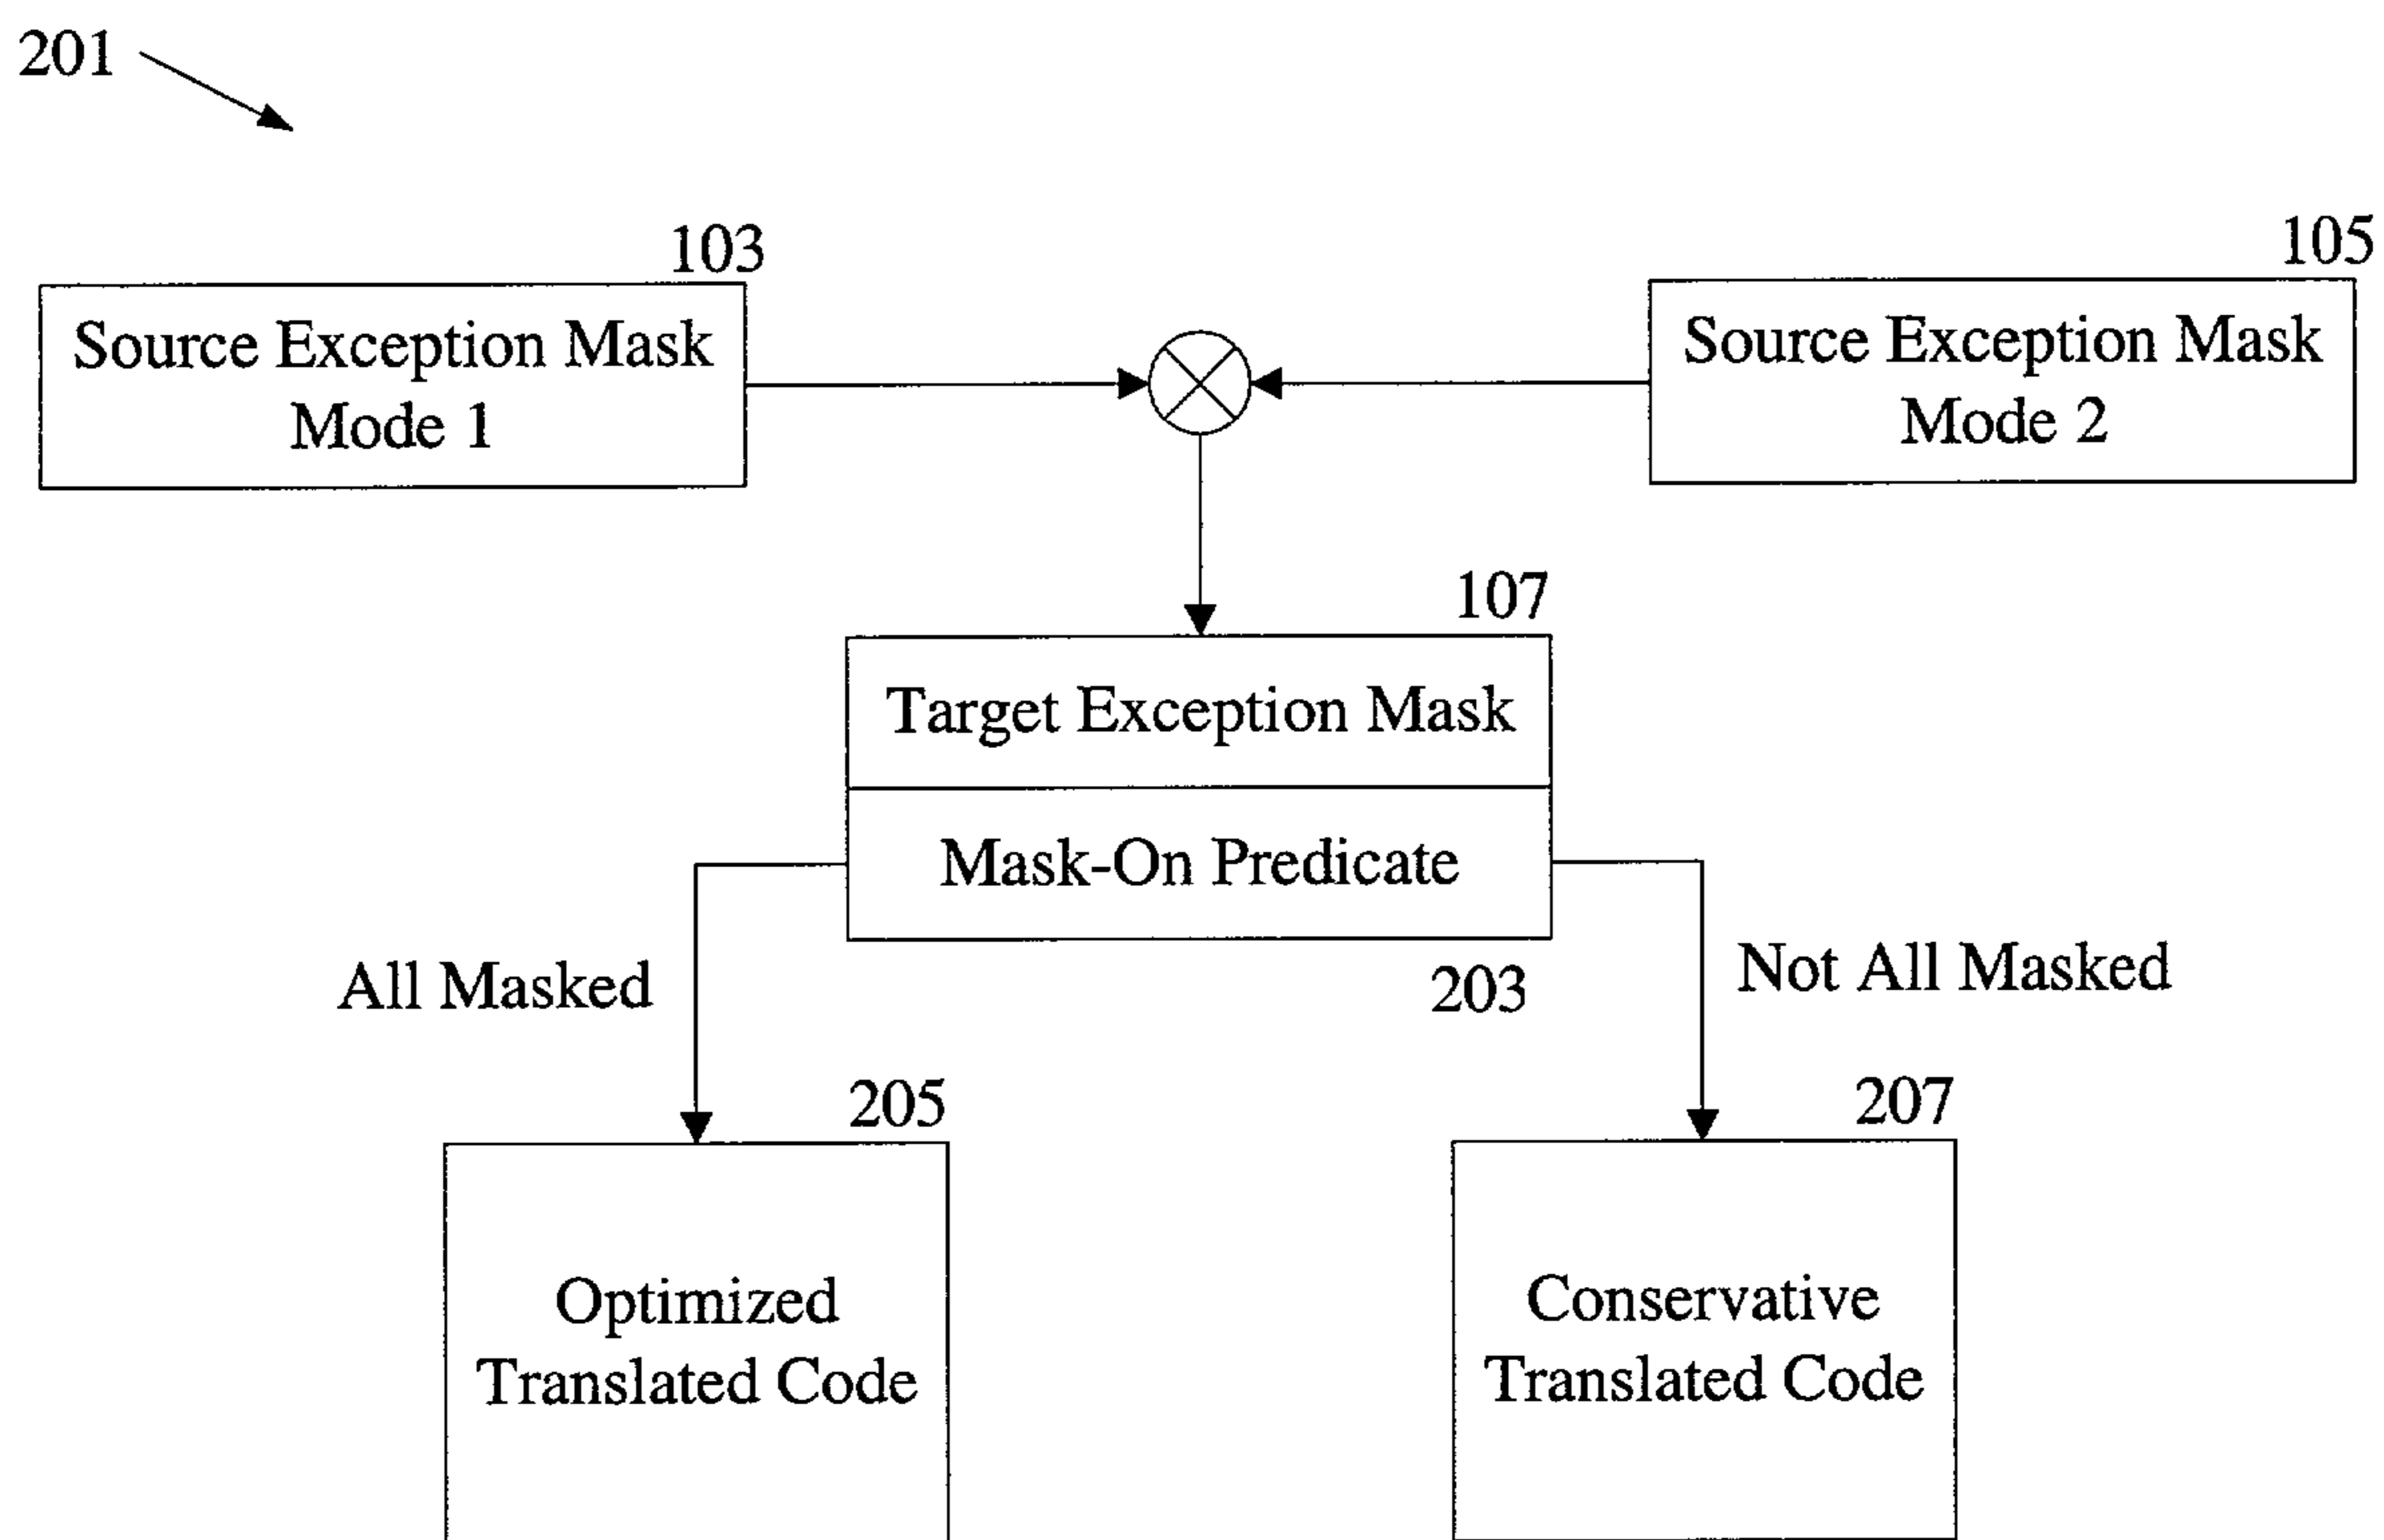 201
103
105
Source Exception Mask
Mode 1
Source Exception Mask
Mode 2
107
Target Exception Mask
Mask-On Predicate
203
All Masked
Not All Masked
205
207
Optimized
Translated Code
Conservative
Translated Code